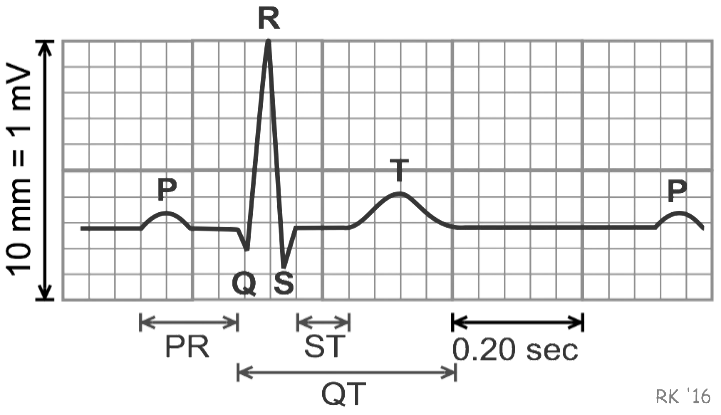 R
10 mm = 1 mV
P
T
P
Q
S
PR
ST
0.20 sec
QT
RK '16